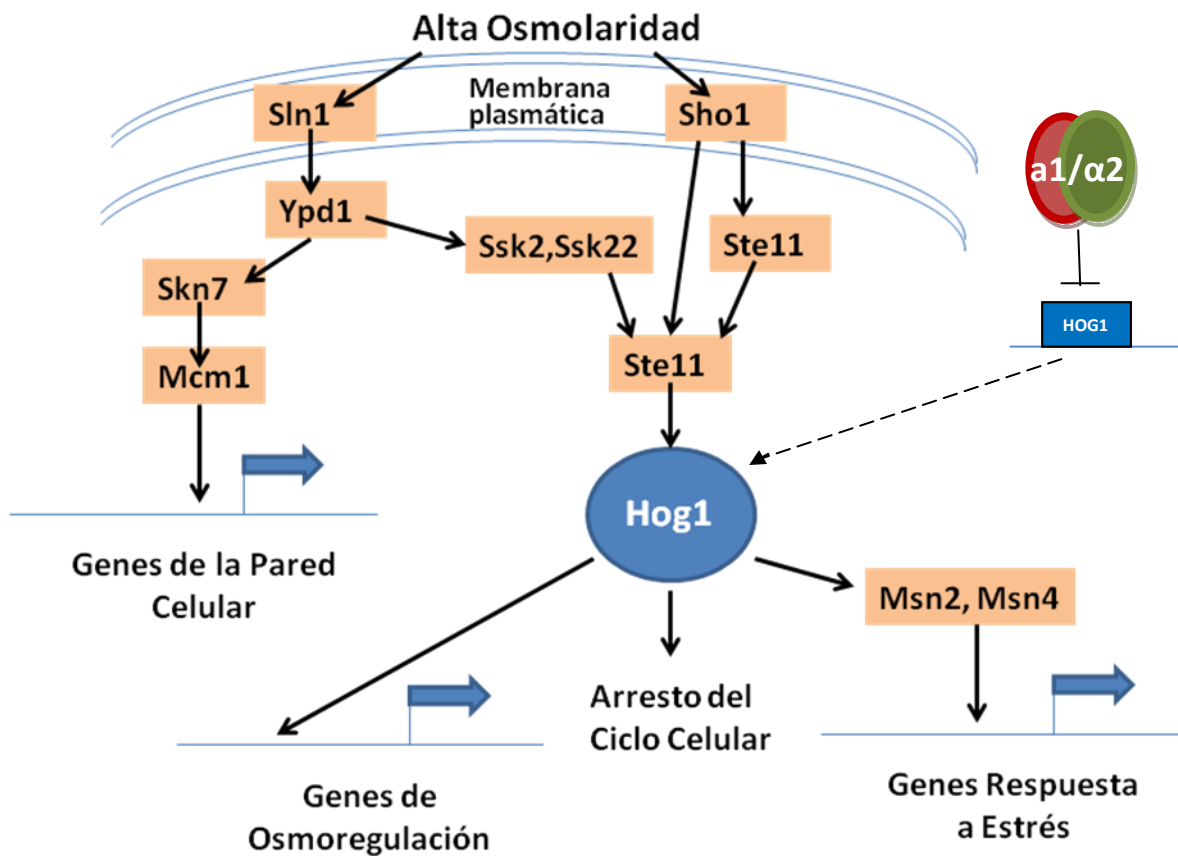 Alta Osmolaridad
Membrana
plasmática
Sln1
Sho1
a1/α2
Ypd1
Ssk2,Ssk22
Ste11
Skn7
HOG1
Mcm1
Ste11
Hog1
Genes de la Pared
Celular
Msn2, Msn4
Arresto del
Ciclo Celular
Genes de
Osmoregulación
Genes Respuesta
a Estrés